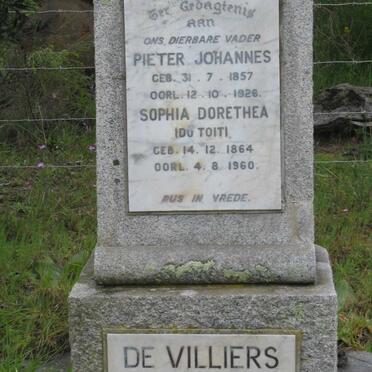 Ter Gedagtenis
AAN
ONS DIERBARE VADER
PIETER JOHANNES
GEB. 31. 7. 1857
OORL. 12. 10. 1926.
SOPHIA DORETHEA
(DU TOIT)
GEB. 14. 12. 1864
OORL. 4. 8. 1960.
RUS IN VREDE.
DE VILLIERS